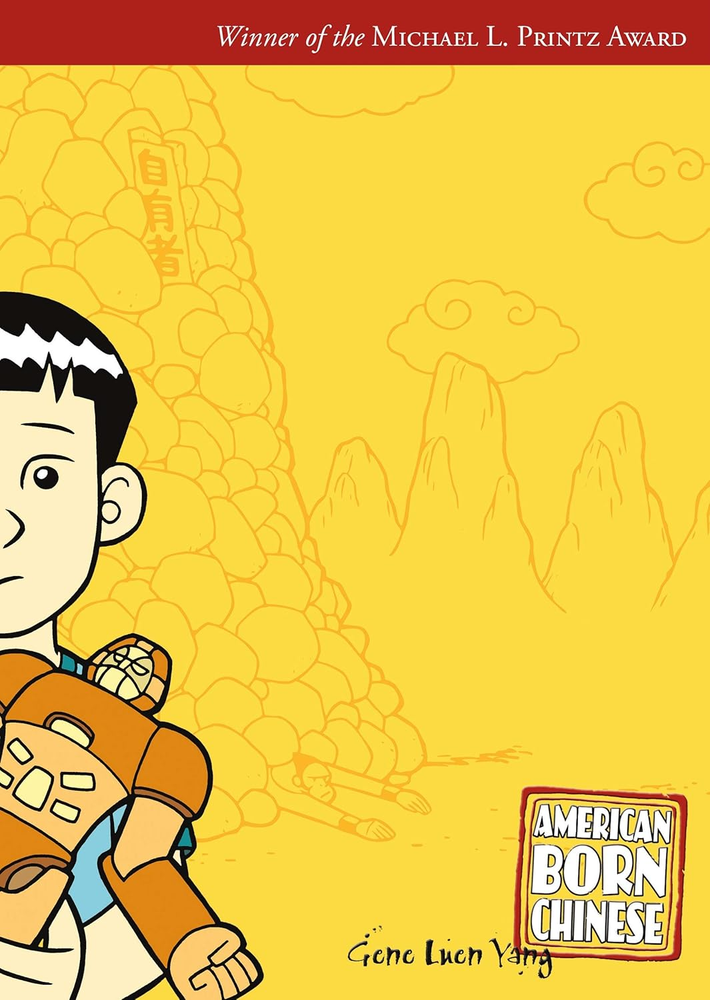 Winner of the MICHAEL L. PRINTZ AWARD
自有者
AMERICAN
BORN
CHINESE
Gene Luen Yang